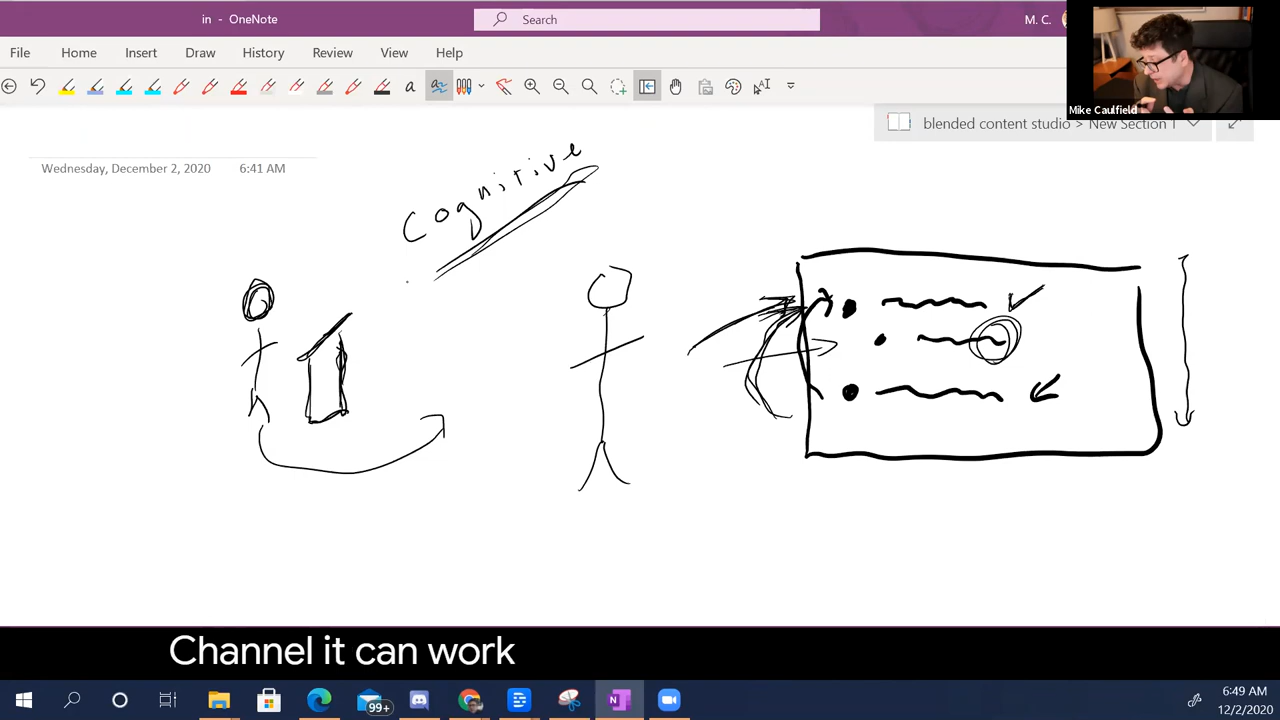 in - OneNote
Search
M. C.
File Home Insert Draw History Review View Help
Mike Caulfield
blended content studio > New Section 1
Wednesday, December 2, 2020 6:41 AM
Cognitive
Channel it can work
99+
6:49 AM
12/2/2020